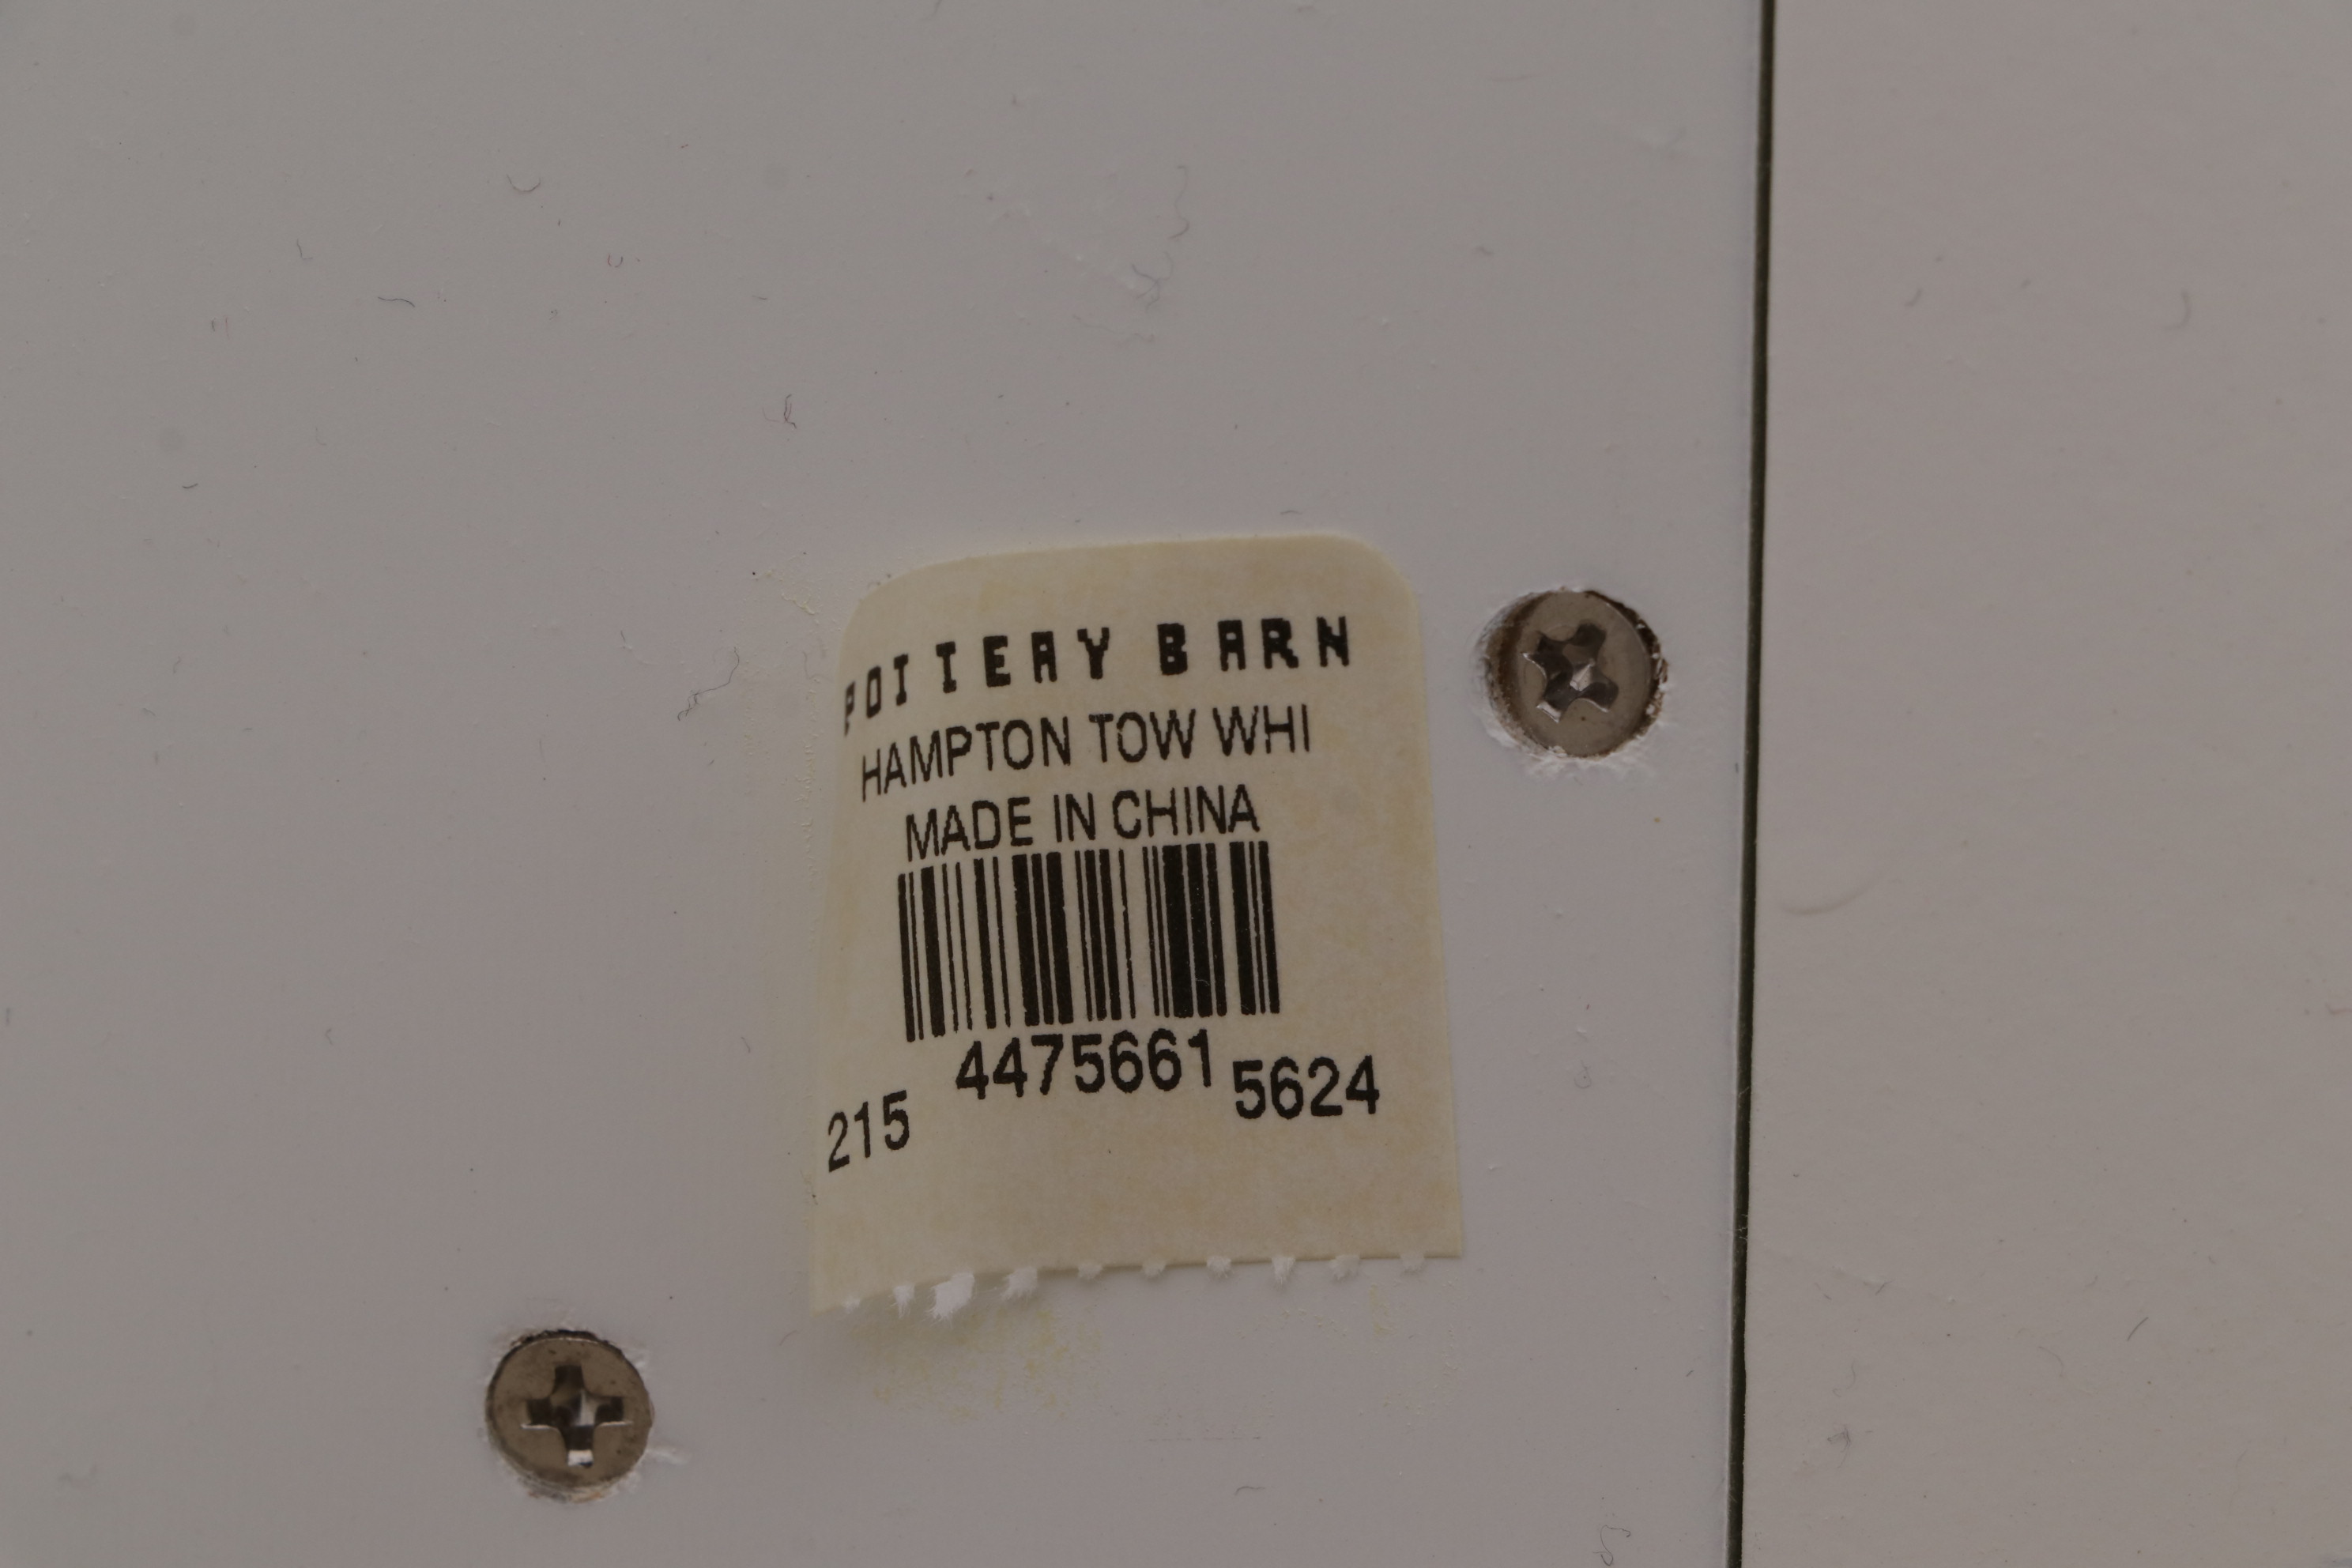 POTTERY BARN
HAMPTON TOW WHI
MADE IN CHINA
4475661
215 5624